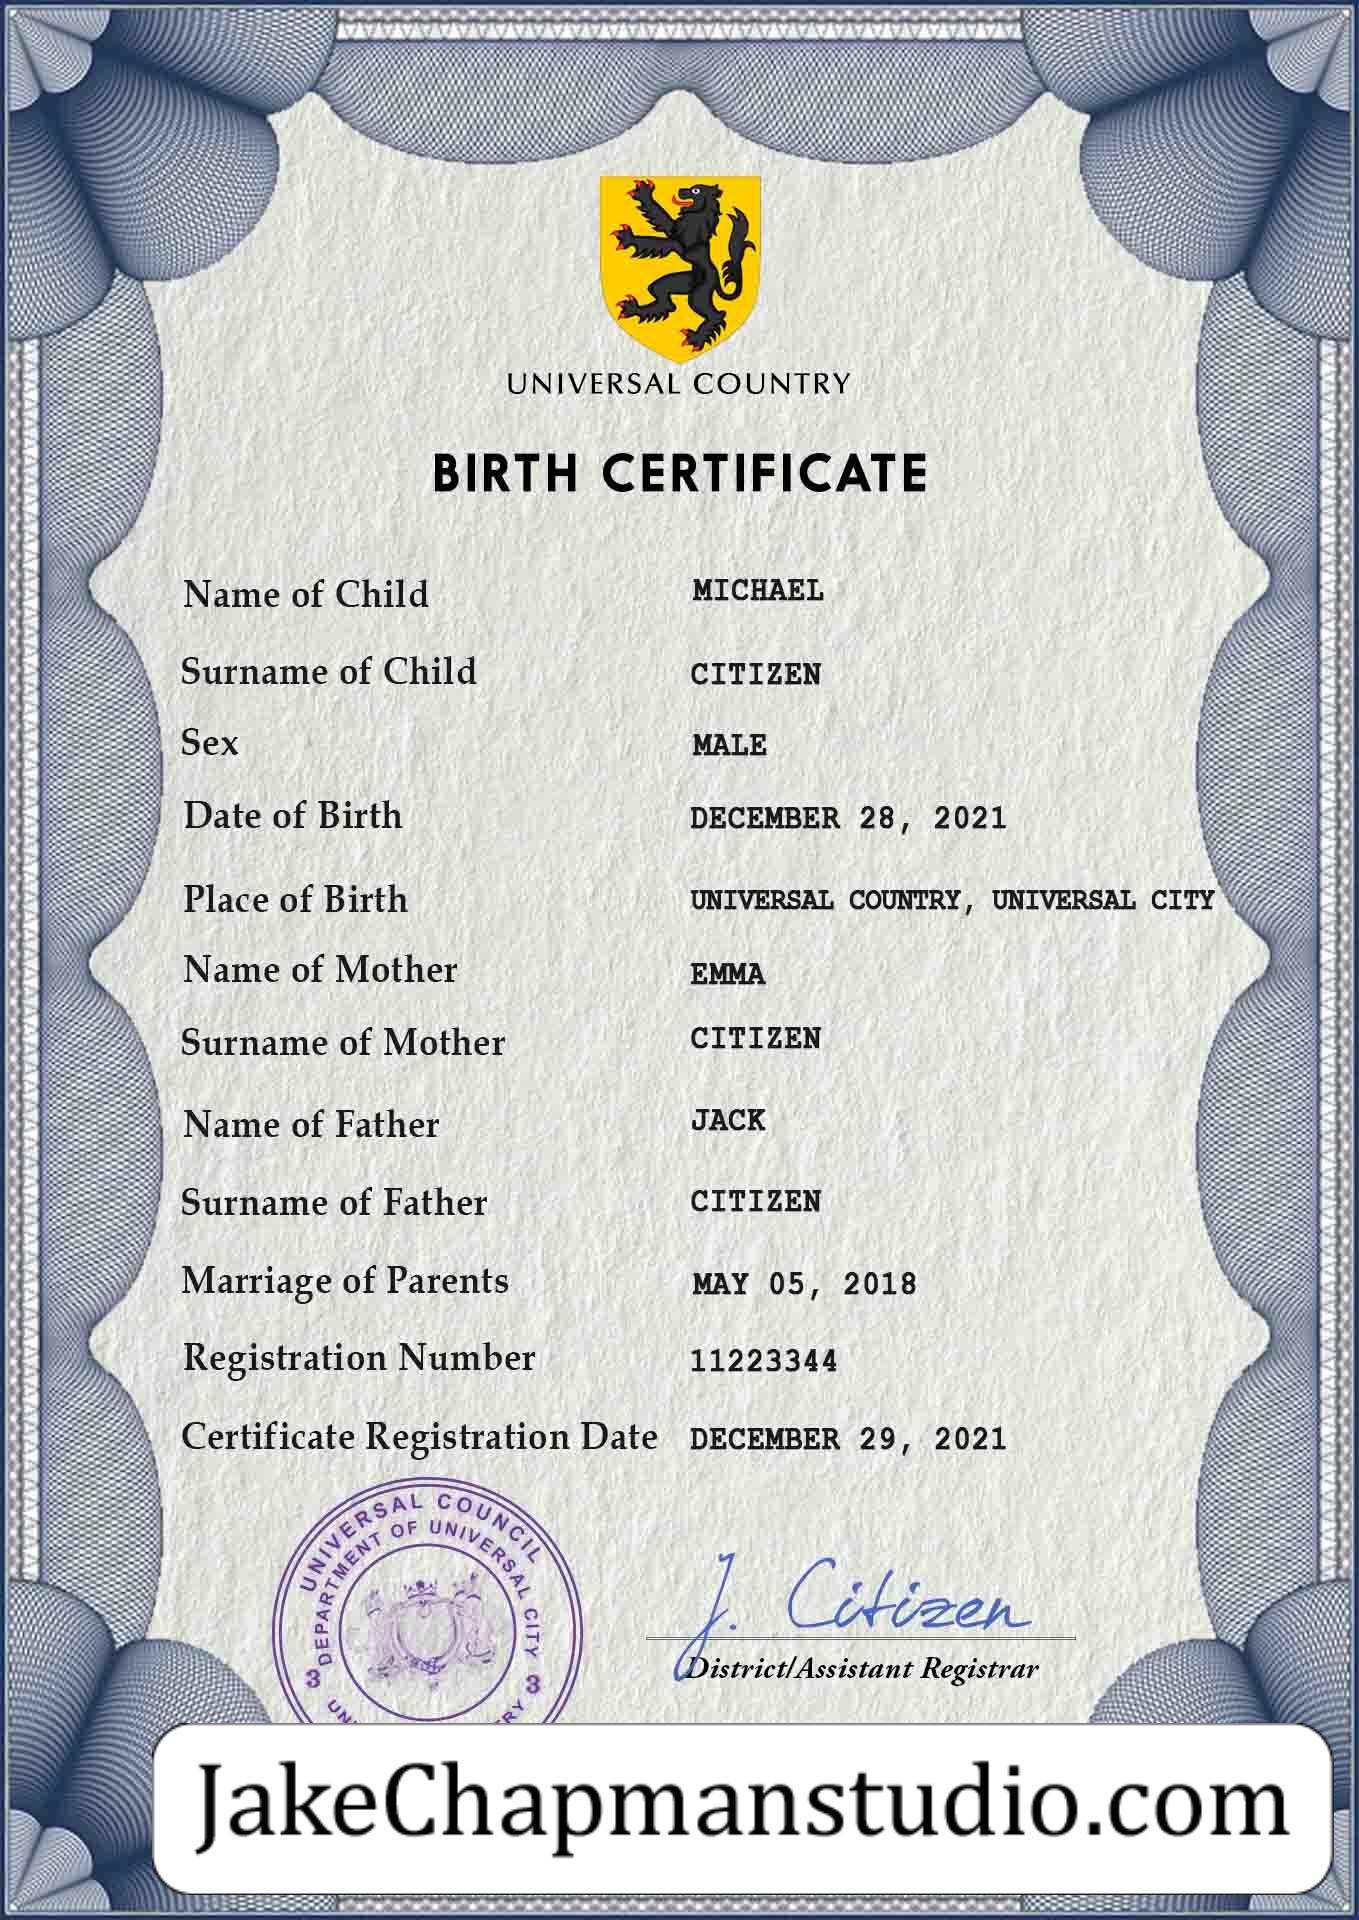 UNIVERSAL COUNTRY
BIRTH CERTIFICATE
Name of Child MICHAEL
Surname of Child CITIZEN
Sex MALE
Date of Birth DECEMBER 28, 2021
Place of Birth UNIVERSAL COUNTRY, UNIVERSAL CITY
Name of Mother EMMA
Surname of Mother CITIZEN
Name of Father JACK
Surname of Father CITIZEN
Marriage of Parents MAY 05, 2018
Registration Number 11223344
Certificate Registration Date DECEMBER 29, 2021
UNIVERSAL COUNCIL
DEPARTMENT OF UNIVERSAL CITY
3 3
J. Citizen
District/Assistant Registrar
JakeChapmanstudio.com